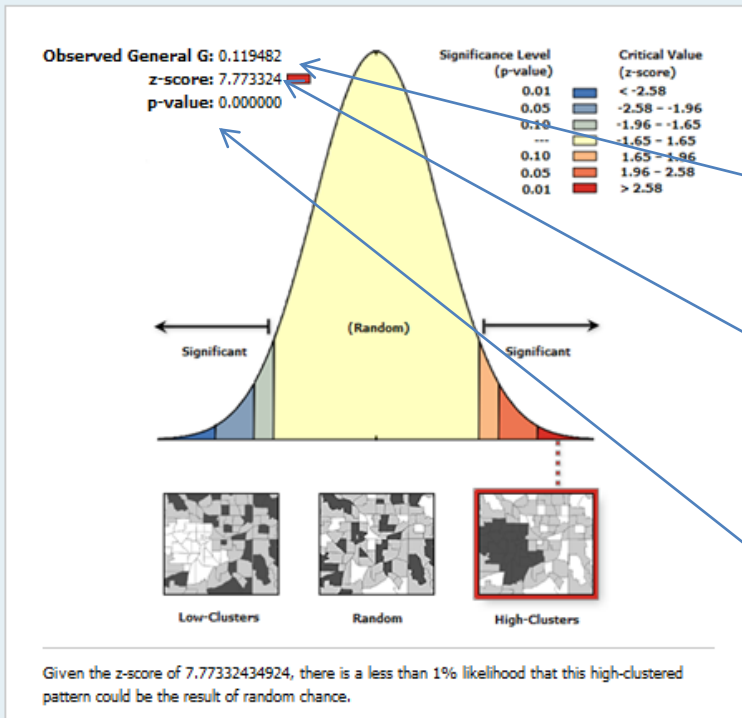 Observed General G: 0.119482
z-score: 7.773324
p-value: 0.000000
Significance Level
(p-value)
Critical Value
(z-score)
0.01 < -2.58
0.05 -2.58 - -1.96
0.10 -1.96 - -1.65
--- -1.65 - 1.65
0.10 1.65 - 1.96
0.05 1.96 - 2.58
0.01 > 2.58
(Random)
Significant
Significant
Low-Clusters
Random
High-Clusters
Given the z-score of 7.77332434924, there is a less than 1% likelihood that this high-clustered
pattern could be the result of random chance.